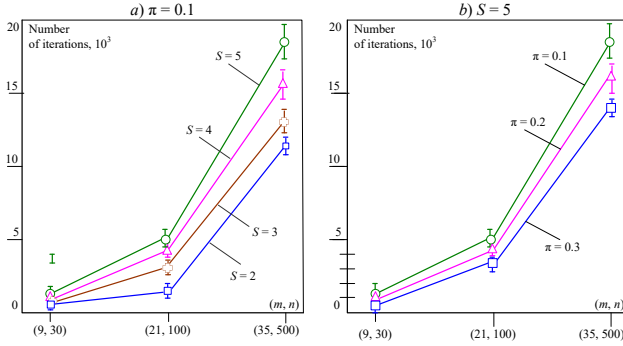 a) π = 0.1
20
Number
of iterations, 10³
S = 5
15
S = 4
10
S = 3
5
S = 2
0
(m, n)
(9, 30)
(21, 100)
(35, 500)
b) S = 5
20
Number
of iterations, 10³
π = 0.1
15
π = 0.2
10
5
π = 0.3
0
(m, n)
(9, 30)
(21, 100)
(35, 500)